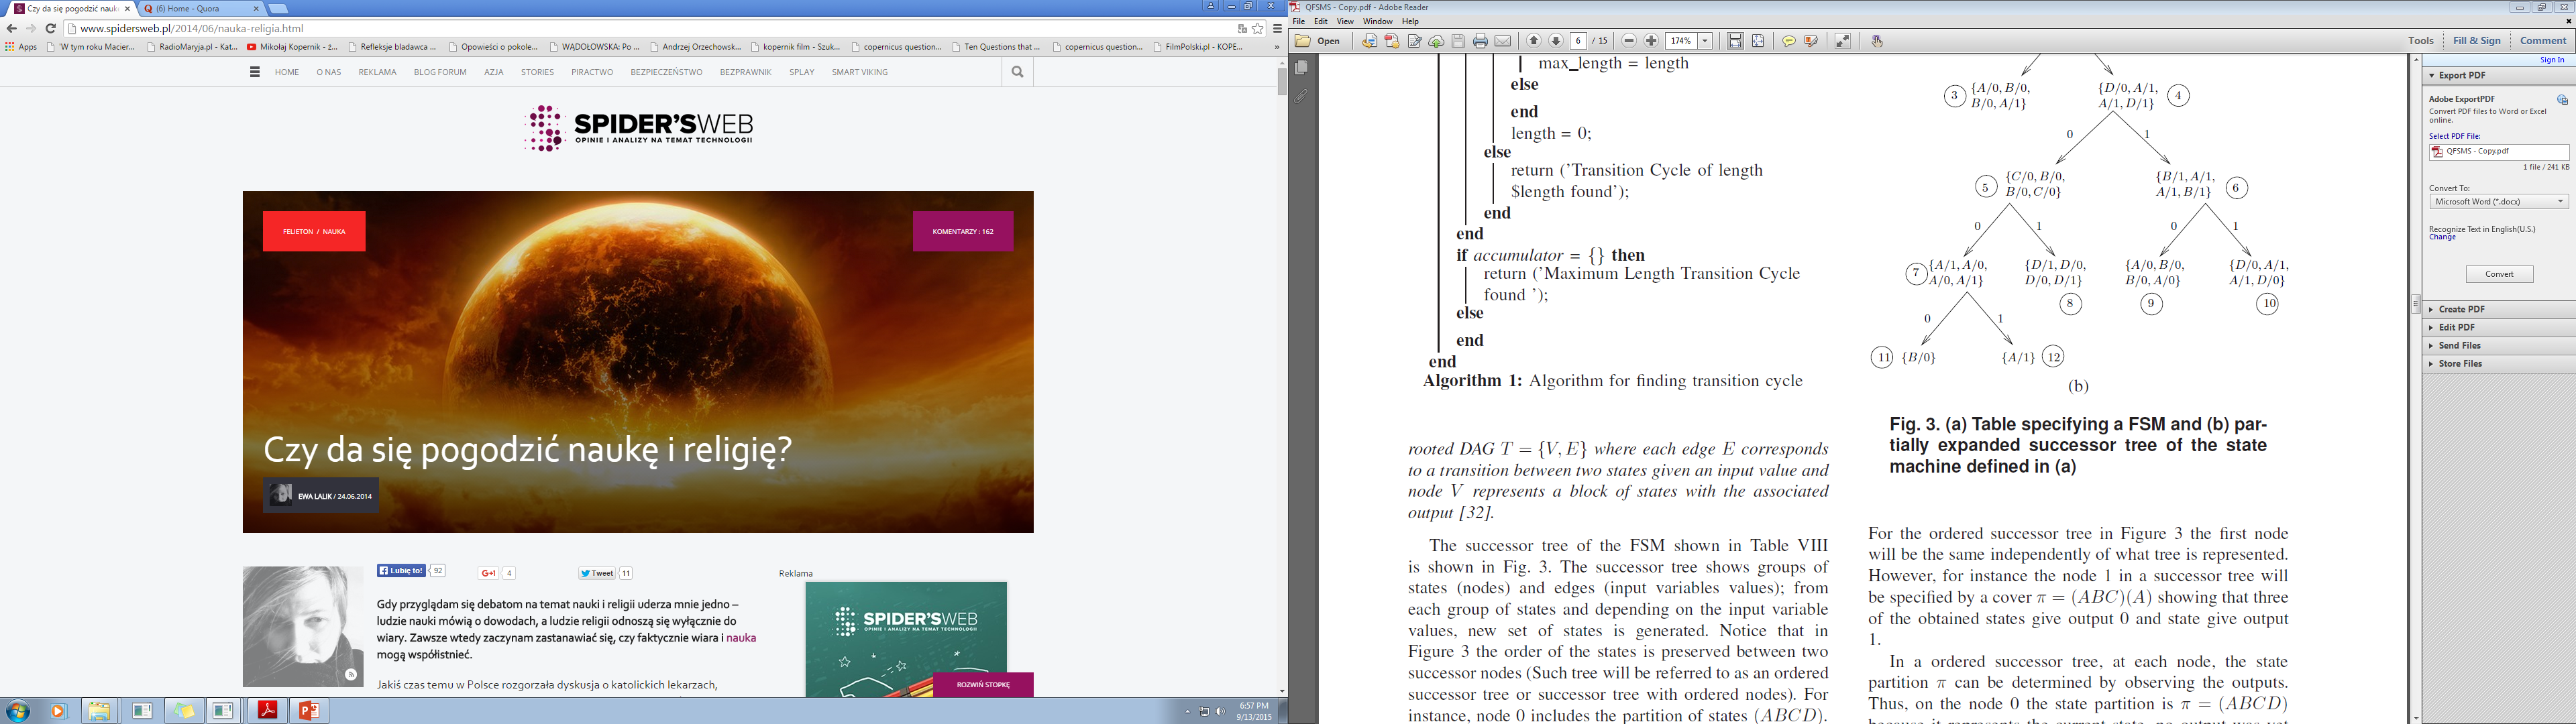 Czy da się pogodzić nauk
(6) Home - Quora
www.spidersweb.pl/2014/06/nauka-religia.html
Apps
'W tym roku Macier...
RadioMaryja.pl - Kat...
Mikołaj Kopernik - ż...
Refleksje bładawca ...
Opowieści o pokole...
WĄDOŁOWSKA: Po ...
Andrzej Orzechowsk...
kopernik film - Szuk...
copernicus question...
Ten Questions that ...
copernicus question...
FilmPolski.pl - KOPE...
»
HOME
O NAS
REKLAMA
BLOG FORUM
AZJA
STORIES
PIRACTWO
BEZPIECZEŃSTWO
BEZPRAWNIK
SPLAY
SMART VIKING
SPIDER'SWEB
OPINIE I ANALIZY NA TEMAT TECHNOLOGII
FELIETON / NAUKA
KOMENTARZY : 162
Czy da się pogodzić naukę i religię?
EWA LALIK / 24.06.2014
Lubię to! 92
G+1 4
Tweet 11
Reklama
Gdy przyglądam się debatom na temat nauki i religii uderza mnie jedno –
ludzie nauki mówią o dowodach, a ludzie religii odnoszą się wyłącznie do
wiary. Zawsze wtedy zaczynam zastanawiać się, czy faktycznie wiara i nauka
mogą współistnieć.
Jakiś czas temu w Polsce rozgorzała dyskusja o katolickich lekarzach,
SPIDER'SWEB
OPINIE I ANALIZY NA TEMAT TECHNOLOGII
ROZWIŃ STOPKĘ
6:57 PM
9/13/2015
QFSMS - Copy.pdf - Adobe Reader
File Edit View Window Help
Open
6 / 15
174%
Tools
Fill & Sign
Comment
max_length = length
else
end
length = 0;
else
return ('Transition Cycle of length
$length found');
end
end
if accumulator = {} then
return ('Maximum Length Transition Cycle
found ');
else
end
end
Algorithm 1: Algorithm for finding transition cycle
rooted DAG T = {V, E} where each edge E corresponds
to a transition between two states given an input value and
node V represents a block of states with the associated
output [32].
The successor tree of the FSM shown in Table VIII
is shown in Fig. 3. The successor tree shows groups of
states (nodes) and edges (input variables values); from
each group of states and depending on the input variable
values, new set of states is generated. Notice that in
Figure 3 the order of the states is preserved between two
successor nodes (Such tree will be referred to as an ordered
successor tree or successor tree with ordered nodes). For
instance, node 0 includes the partition of states (ABCD).
3 {A/0, B/0,
B/0, A/1}
{D/0, A/1,
A/1, D/1} 4
0 1
5 {C/0, B/0,
B/0, C/0}
{B/1, A/1,
A/1, B/1} 6
0 1 0 1
7 {A/1, A/0,
A/0, A/1}
{D/1, D/0,
D/0, D/1}
8
{A/0, B/0,
B/0, A/0}
9
{D/0, A/1,
A/1, D/0}
10
0 1
11 {B/0}
{A/1} 12
(b)
Fig. 3. (a) Table specifying a FSM and (b) par-
tially expanded successor tree of the state
machine defined in (a)
For the ordered successor tree in Figure 3 the first node
will be the same independently of what tree is represented.
However, for instance the node 1 in a successor tree will
be specified by a cover π = (ABC)(A) showing that three
of the obtained states give output 0 and state give output
1.
In a ordered successor tree, at each node, the state
partition π can be determined by observing the outputs.
Thus, on the node 0 the state partition is π = (ABCD)
because it represents the current state, no output was yet
Sign In
Export PDF
Adobe ExportPDF
Convert PDF files to Word or Excel
online.
Select PDF File:
QFSMS - Copy.pdf
1 file / 241 KB
Convert To:
Microsoft Word (*.docx)
Recognize Text in English(U.S.)
Change
Convert
Create PDF
Edit PDF
Send Files
Store Files